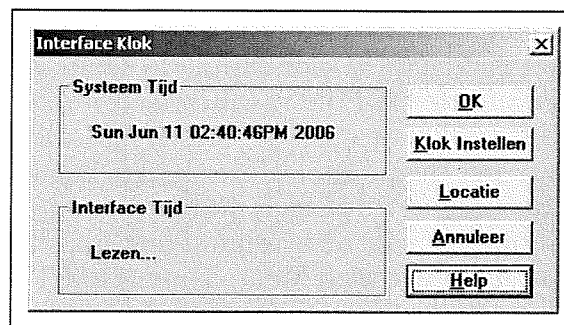 Interface Klok
Systeem Tijd
Sun Jun 11 02:40:46PM 2006
Interface Tijd
Lezen...
OK
Klok Instellen
Locatie
Annuleer
Help